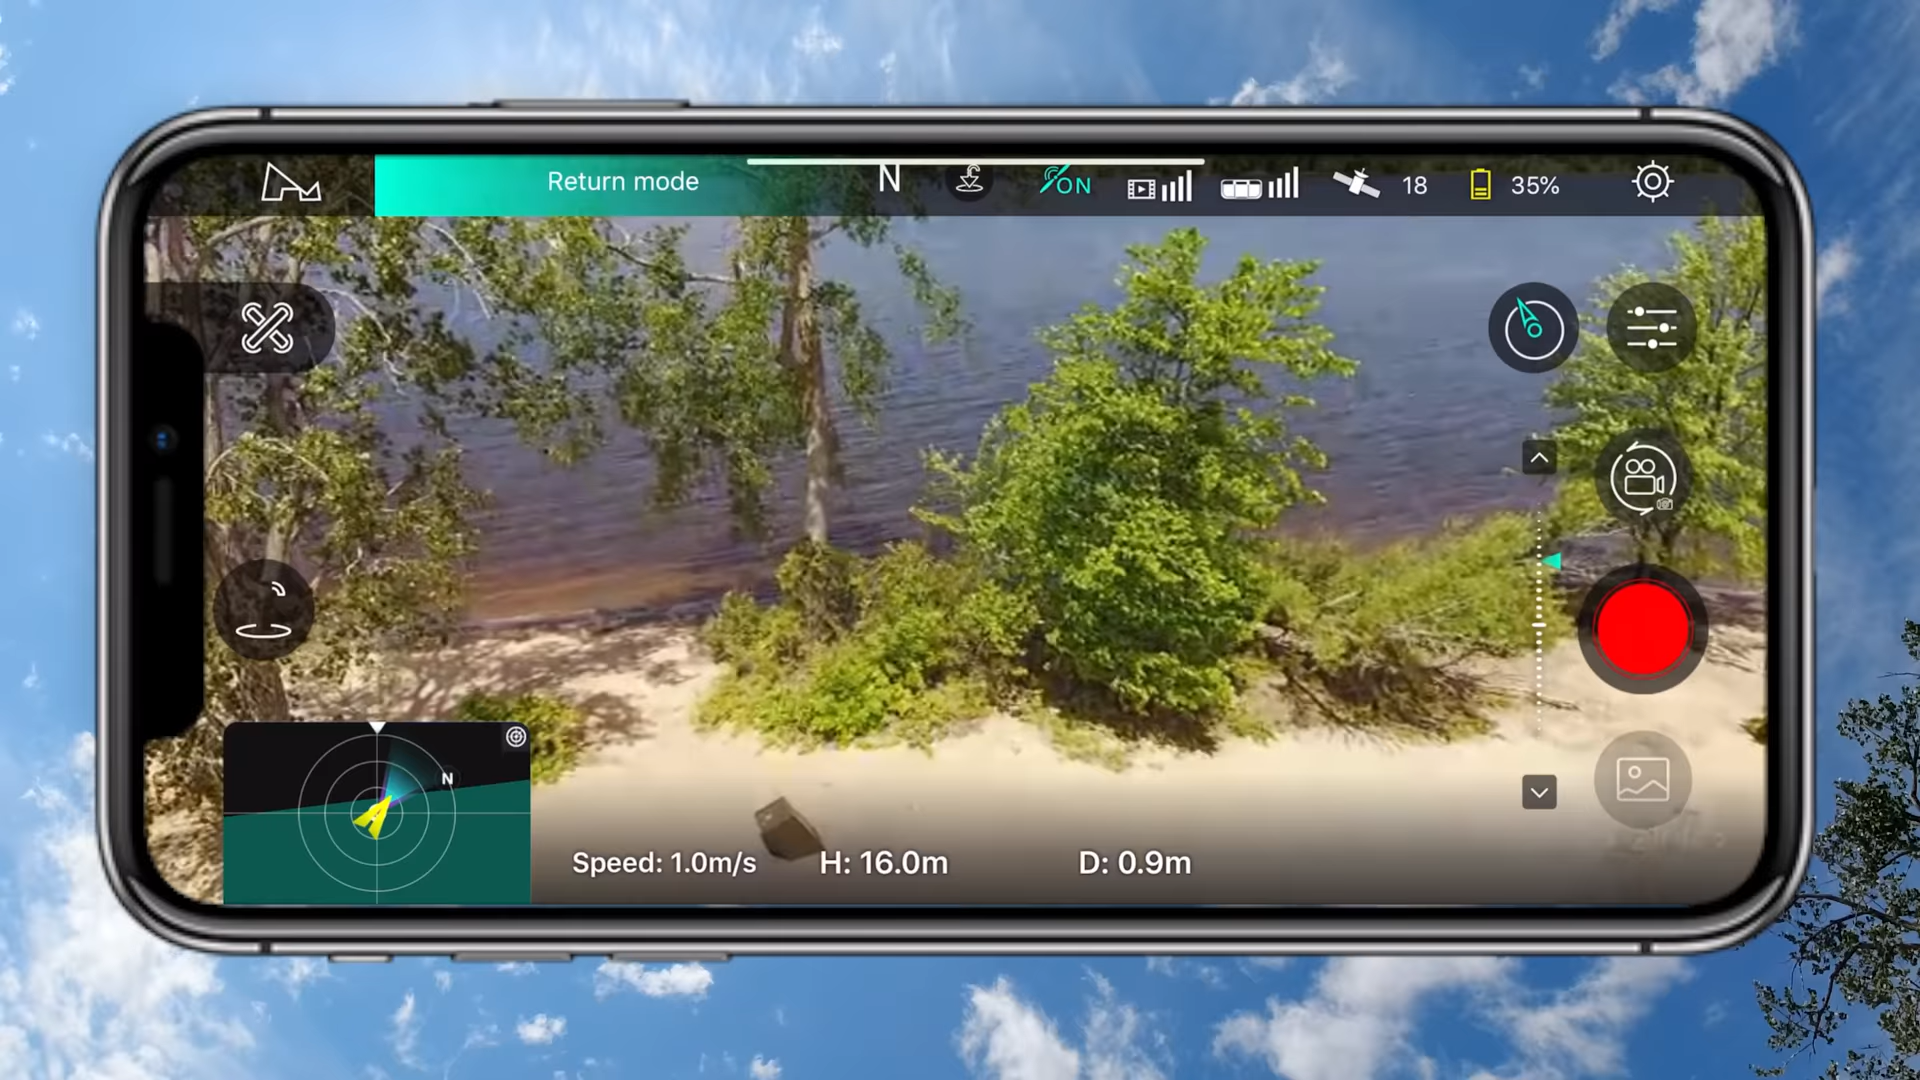 Return mode
N
ON
18
35%
N
Speed: 1.0m/s
H: 16.0m
D: 0.9m